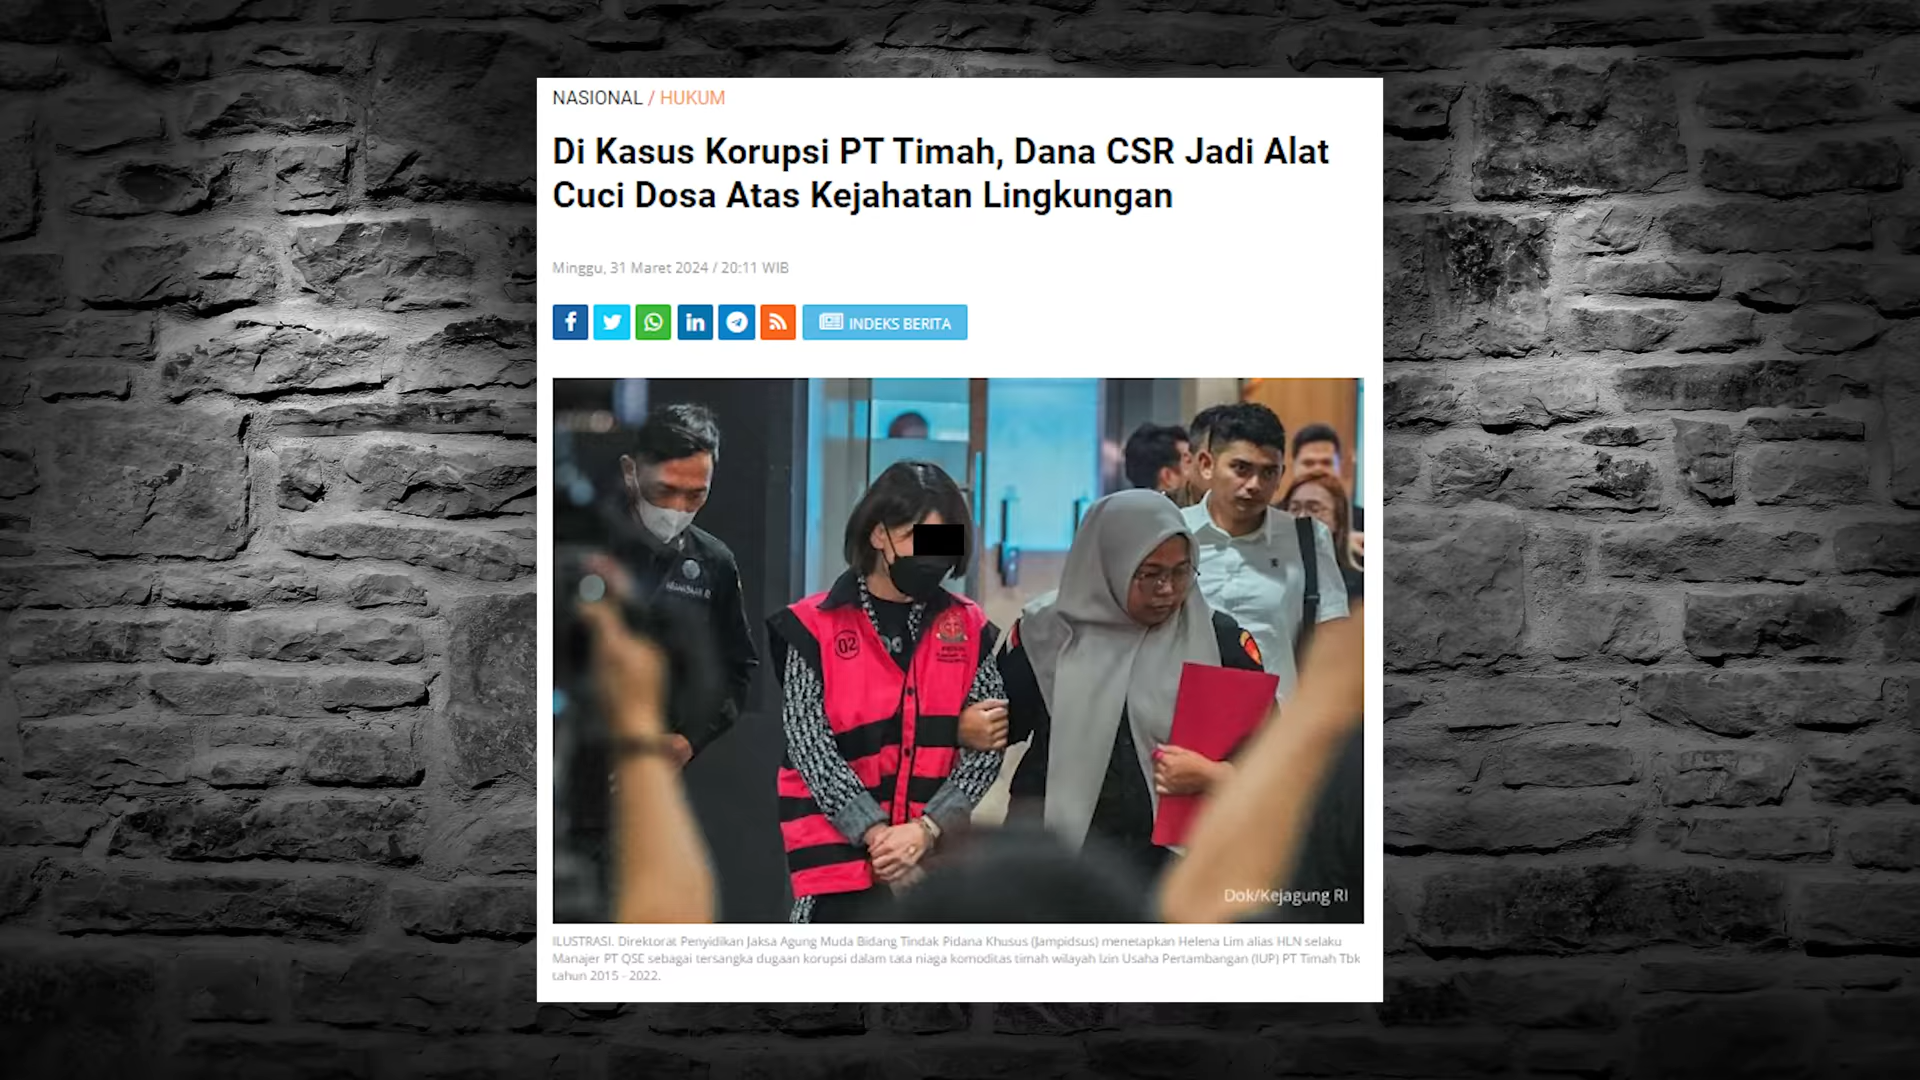 NASIONAL / HUKUM
Di Kasus Korupsi PT Timah, Dana CSR Jadi Alat
Cuci Dosa Atas Kejahatan Lingkungan
Minggu, 31 Maret 2024 / 20:11 WIB
INDEKS BERITA
02
Dok/Kejagung RI
ILUSTRASI. Direktorat Penyidikan Jaksa Agung Muda Bidang Tindak Pidana Khusus (Jampidsus) menetapkan Helena Lim alias HLN selaku
Manajer PT QSE sebagai tersangka dugaan korupsi dalam tata niaga komoditas timah wilayah Izin Usaha Pertambangan (IUP) PT Timah Tbk
tahun 2015 - 2022.